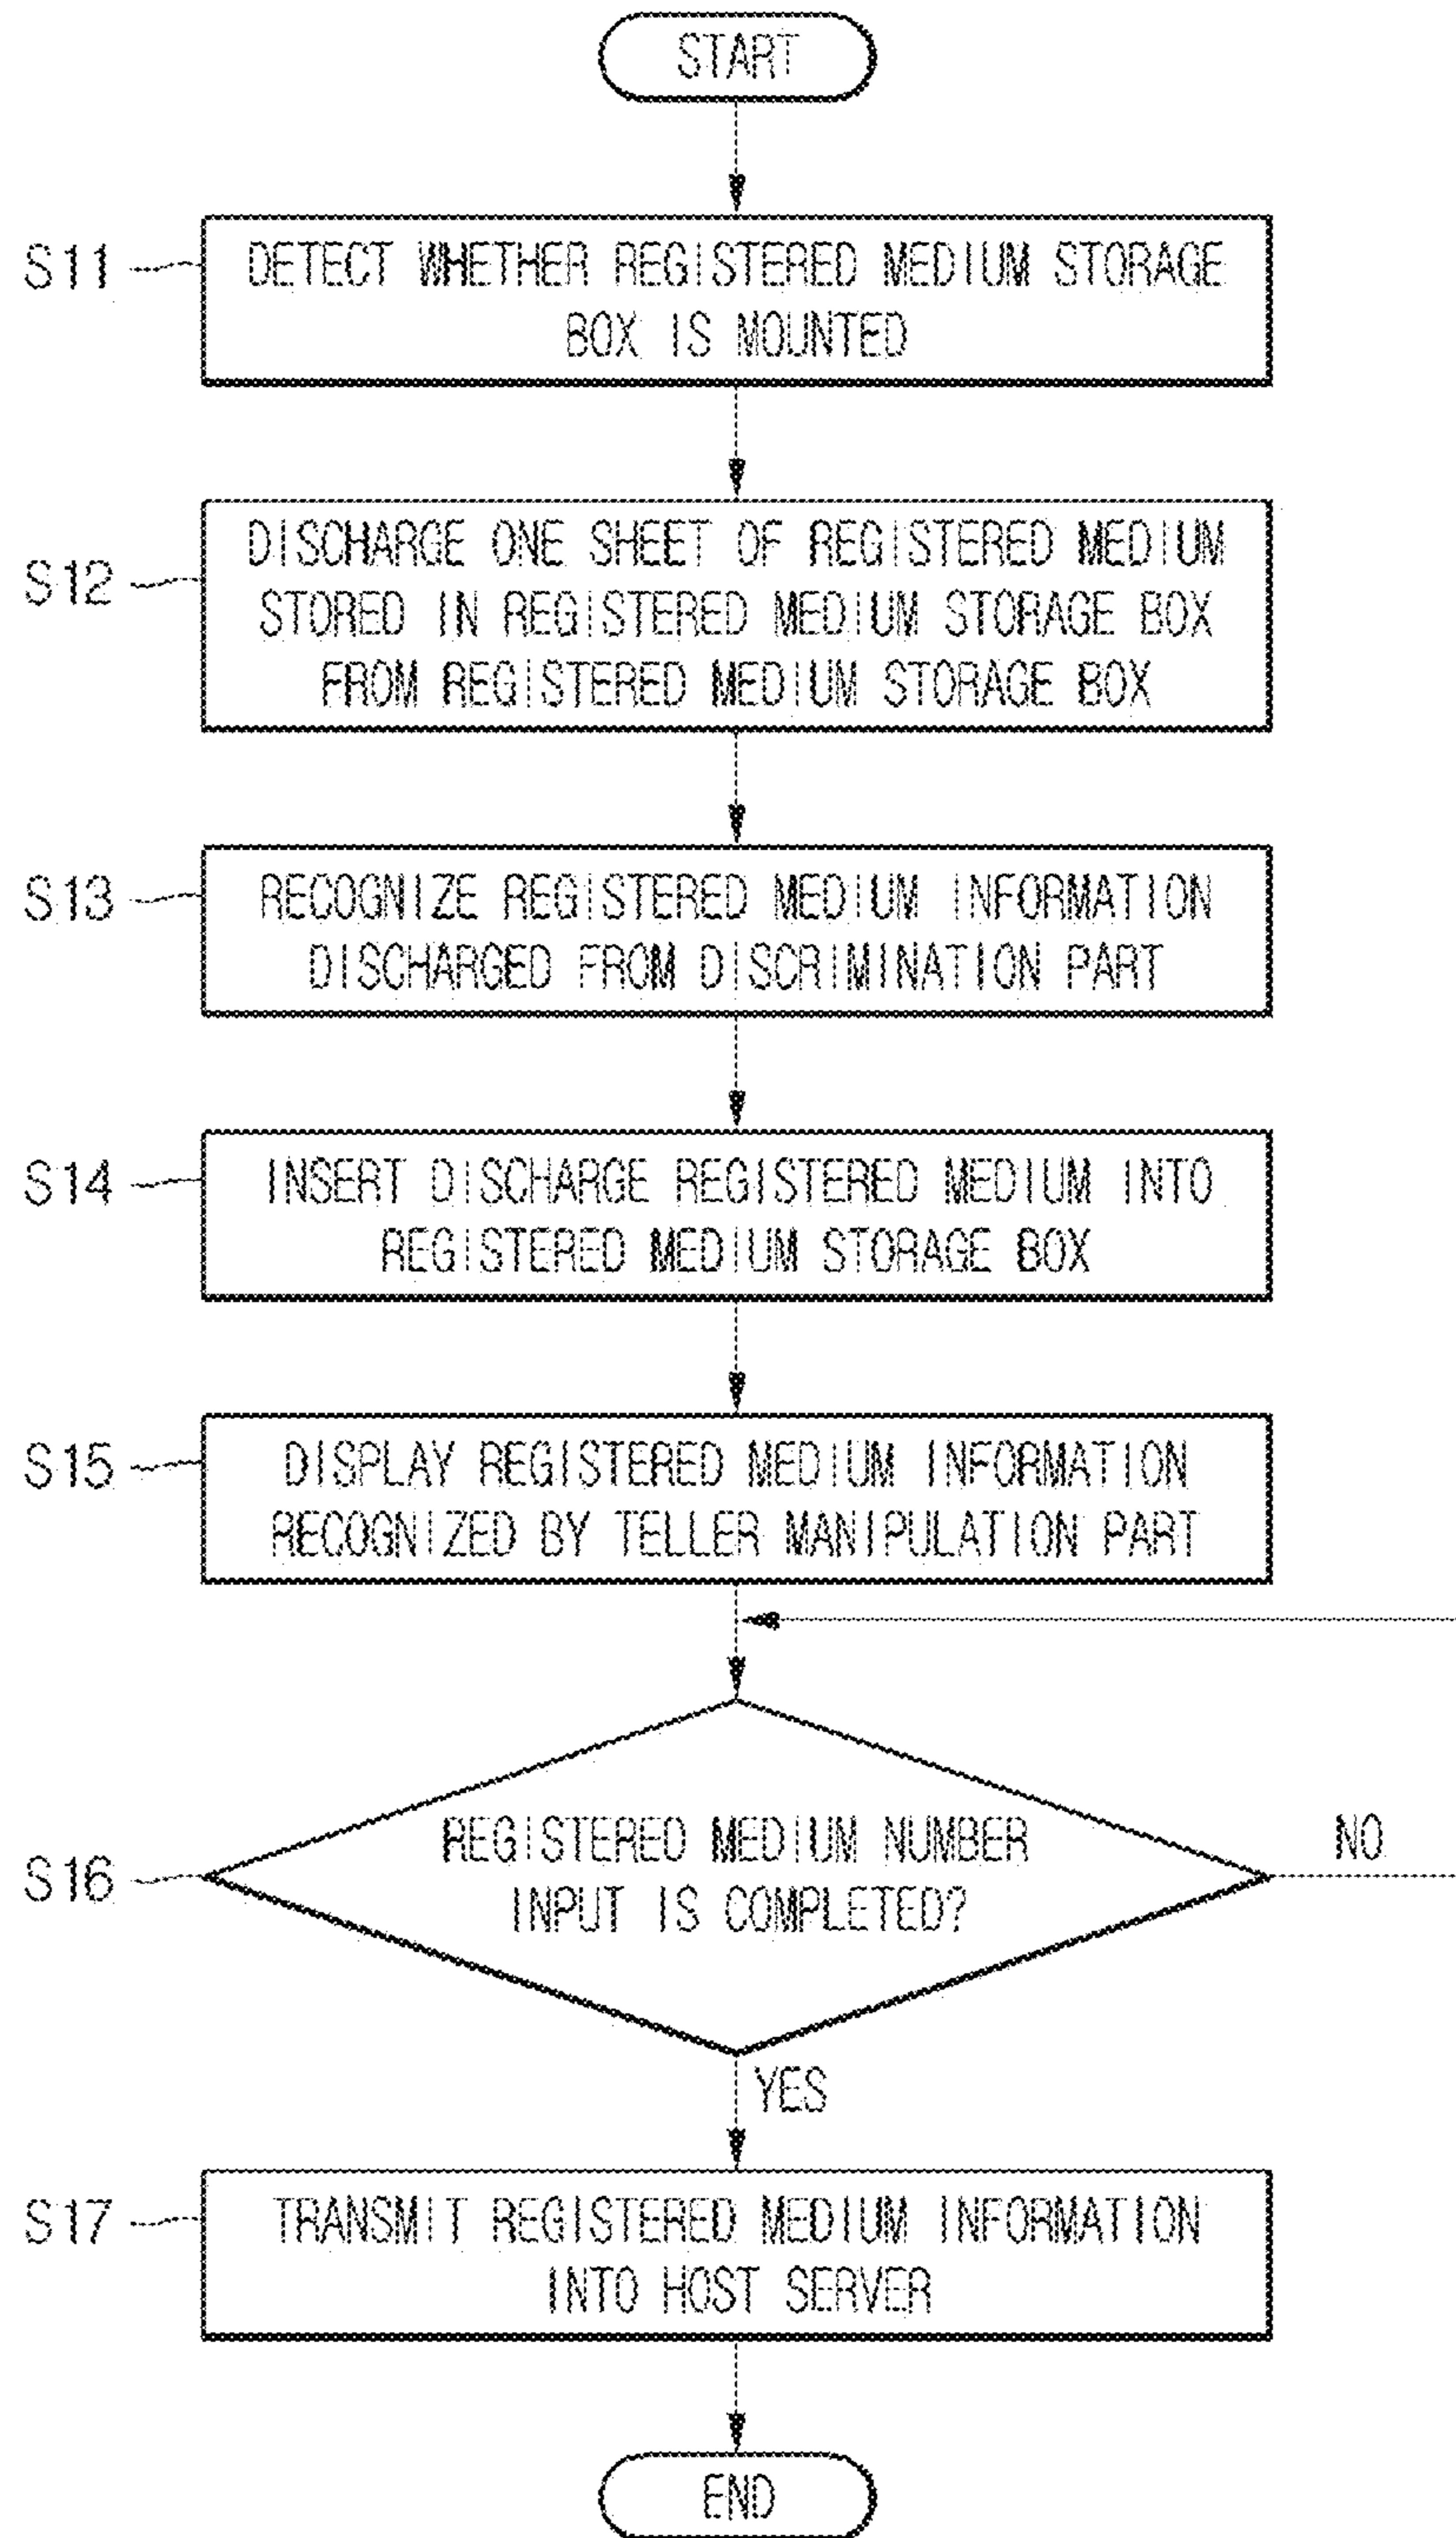 START
S11
DETECT WHETHER REGISTERED MEDIUM STORAGE
BOX IS MOUNTED
S12
DISCHARGE ONE SHEET OF REGISTERED MEDIUM
STORED IN REGISTERED MEDIUM STORAGE BOX
FROM REGISTERED MEDIUM STORAGE BOX
S13
RECOGNIZE REGISTERED MEDIUM INFORMATION
DISCHARGED FROM DISCRIMINATION PART
S14
INSERT DISCHARGE REGISTERED MEDIUM INTO
REGISTERED MEDIUM STORAGE BOX
S15
DISPLAY REGISTERED MEDIUM INFORMATION
RECOGNIZED BY TELLER MANIPULATION PART
S16
REGISTERED MEDIUM NUMBER
INPUT IS COMPLETED?
NO
YES
S17
TRANSMIT REGISTERED MEDIUM INFORMATION
INTO HOST SERVER
END